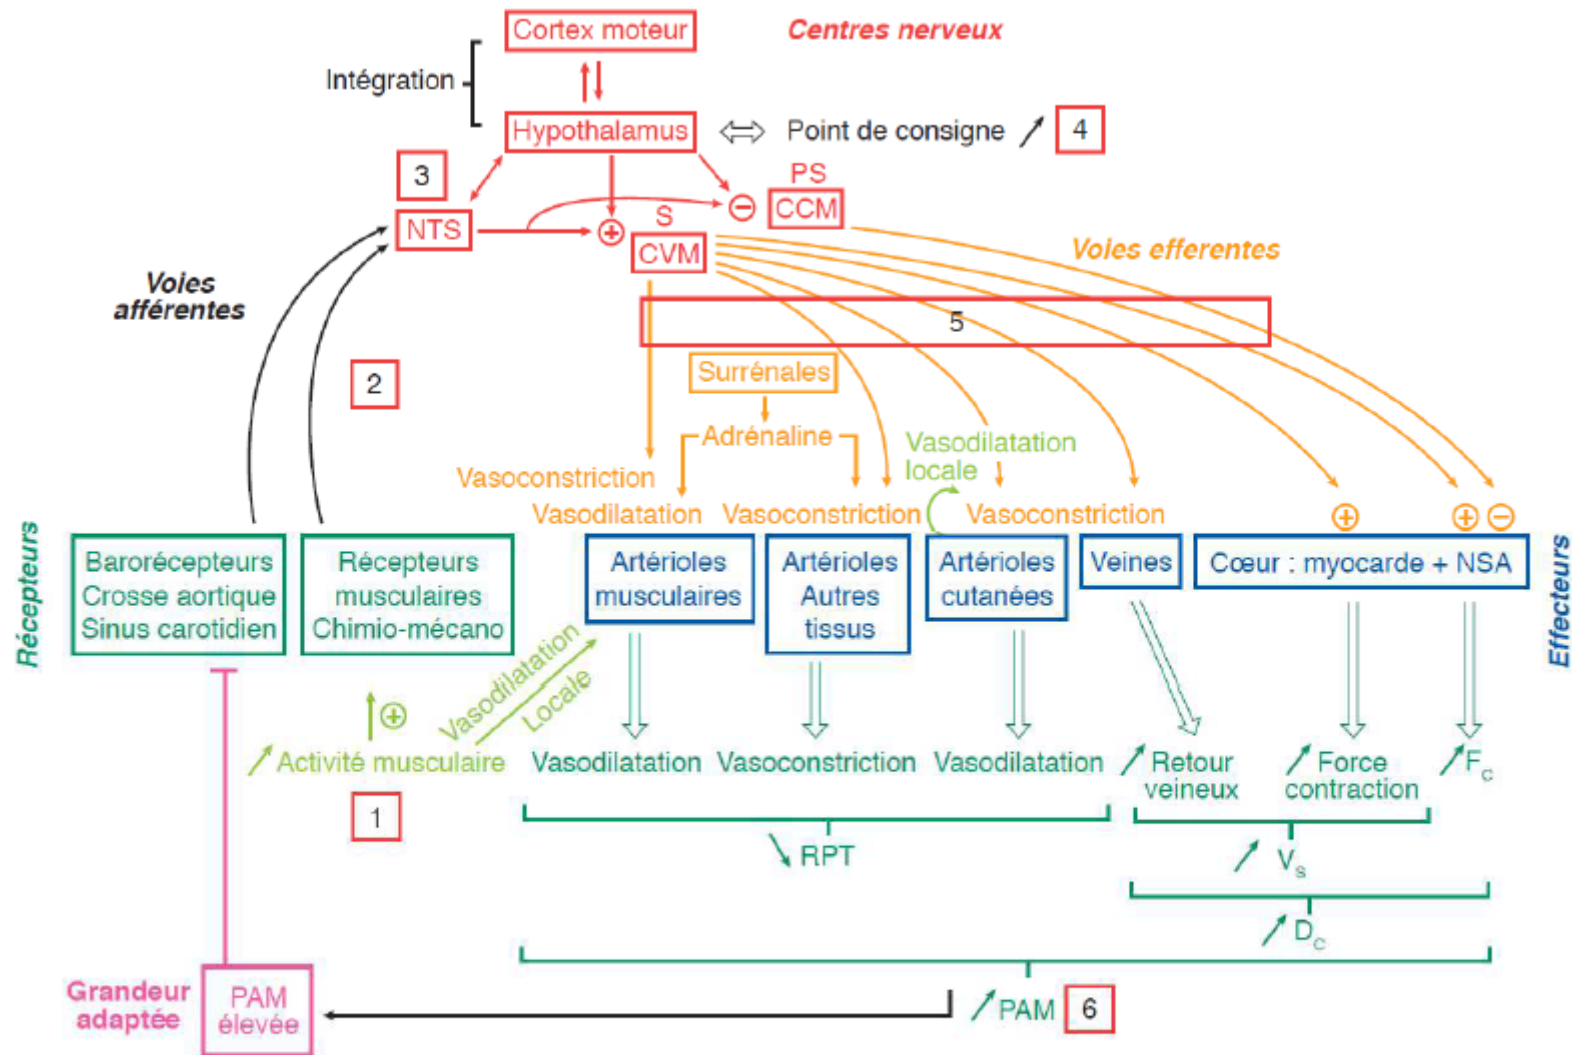 Cortex moteur
Centres nerveux
Intégration
Hypothalamus
Point de consigne
4
3
PS
CCM
NTS
S
CVM
Voies efferentes
Voies
afférentes
5
2
Surrénales
Adrénaline
Vasodilatation
locale
Vasoconstriction
Vasodilatation
Vasoconstriction
Vasoconstriction
Récepteurs
Barorécepteurs
Crosse aortique
Sinus carotidien
Récepteurs
musculaires
Chimio-mécano
Artérioles
musculaires
Artérioles
Autres
tissus
Artérioles
cutanées
Veines
Cœur : myocarde + NSA
Effecteurs
Vasodilatation
Locale
Activité musculaire
1
Vasodilatation
Vasoconstriction
Vasodilatation
Retour
veineux
Force
contraction
Fc
RPT
Vs
Dc
Grandeur
adaptée
PAM
élevée
PAM
6